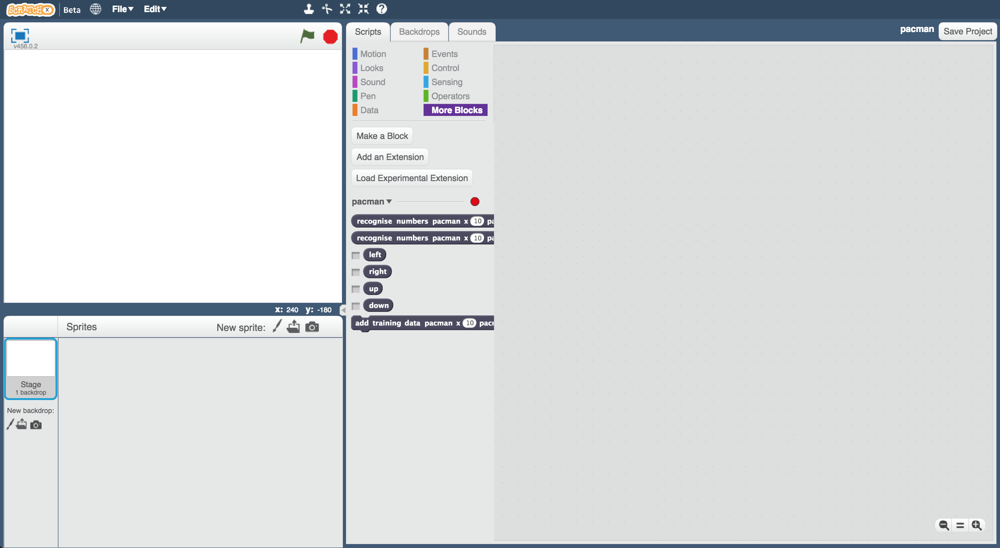 SCRATCH X Beta File Edit
v456.0.2
Scripts Backdrops Sounds
pacman Save Project
Motion Events
Looks Control
Sound Sensing
Pen Operators
Data More Blocks
Make a Block
Add an Extension
Load Experimental Extension
pacman
recognise numbers pacman x 10 pa
recognise numbers pacman x 10 pa
left
right
up
down
add training data pacman x 10 pacr
x: 240 y: -180
Sprites New sprite:
Stage
1 backdrop
New backdrop: